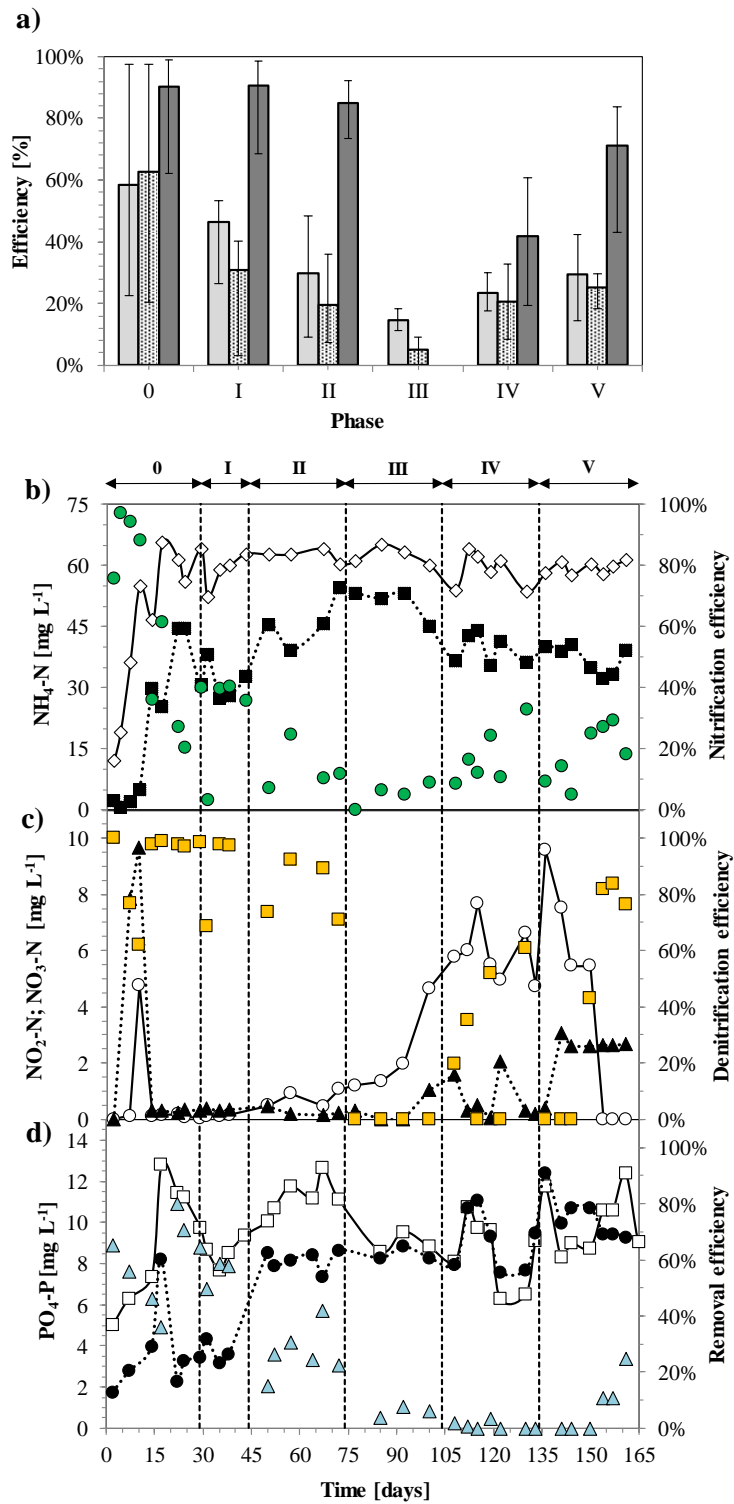 a)
100%
80%
60%
40%
20%
0%
Efficiency [%]
0 I II III IV V
Phase
0 I II III IV V
b)
75
60
45
30
15
0
NH4-N [mg L-1]
100%
80%
60%
40%
20%
0%
Nitrification efficiency
c)
10
8
6
4
2
0
NO2-N; NO3-N [mg L-1]
100%
80%
60%
40%
20%
0%
Denitrification efficiency
d)
14
12
10
8
6
4
2
0
PO4-P [mg L-1]
100%
80%
60%
40%
20%
0%
Removal efficiency
0 15 30 45 60 75 90 105 120 135 150 165
Time [days]